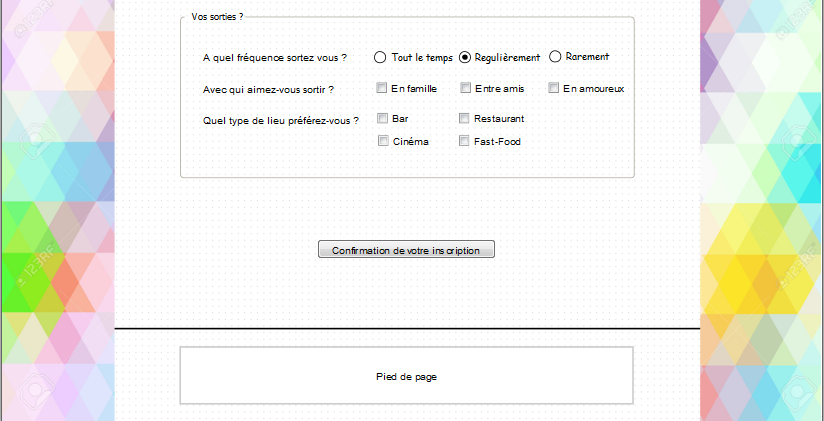 Vos sorties ?
A quel fréquence sortez vous ? Tout le temps Regulièrement Rarement
Avec qui aimez-vous sortir ? En famille Entre amis En amoureux
Quel type de lieu préférez-vous ? Bar Restaurant
Cinéma Fast-Food
Confirmation de votre inscription
Pied de page
123RF
123RF